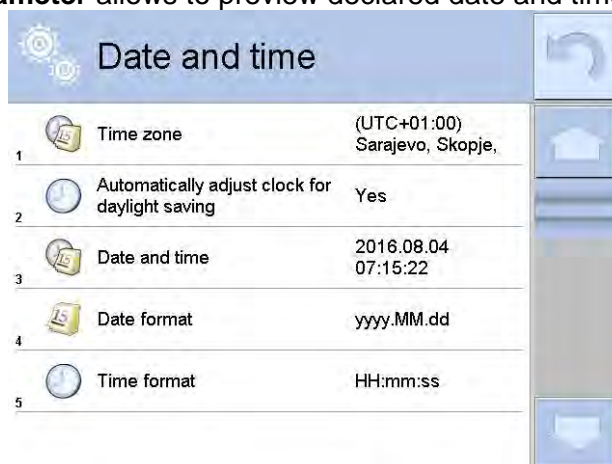 ameter allows to preview declared date and tim
Date and time
1 Time zone (UTC+01:00)
Sarajevo, Skopje,
2 Automatically adjust clock for
daylight saving Yes
3 Date and time 2016.08.04
07:15:22
4 Date format yyyy.MM.dd
5 Time format HH:mm:ss